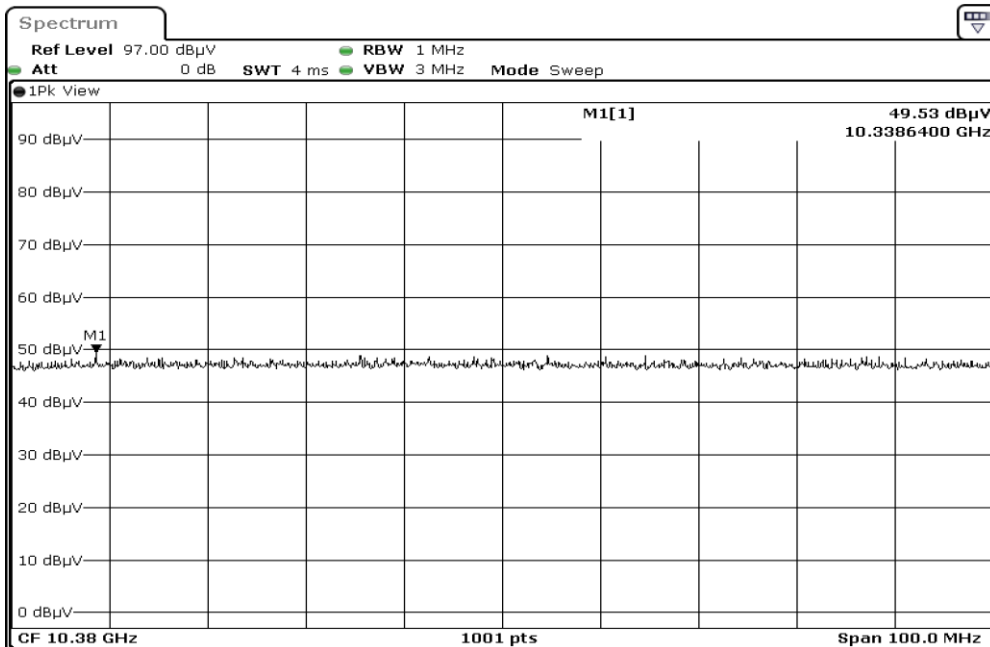 Spectrum
Ref Level 97.00 dBµV RBW 1 MHz
Att 0 dB SWT 4 ms VBW 3 MHz Mode Sweep
1Pk View
M1[1] 49.53 dBµV
10.3386400 GHz
90 dBµV
80 dBµV
70 dBµV
60 dBµV
M1
50 dBµV
40 dBµV
30 dBµV
20 dBµV
10 dBµV
0 dBµV
CF 10.38 GHz 1001 pts Span 100.0 MHz